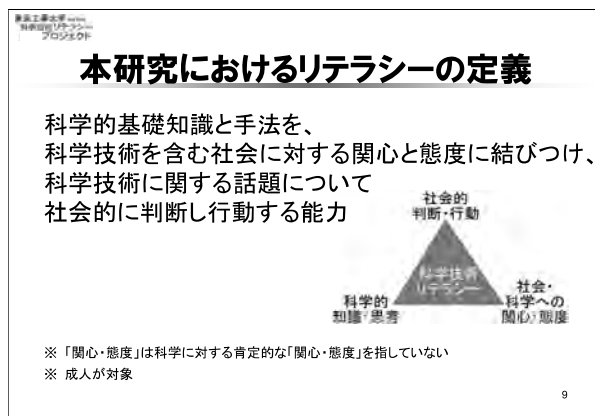 東京工業大学
科学技術リテラシー
プロジェクト
本研究におけるリテラシーの定義
科学的基礎知識と手法を、
科学技術を含む社会に対する関心と態度に結びつけ、
科学技術に関する話題について
社会的に判断し行動する能力
社会的
判断・行動
科学技術
リテラシー
科学的
知識・思考
社会・
科学への
関心・態度
※ 「関心・態度」は科学に対する肯定的な「関心・態度」を指していない
※ 成人が対象
9